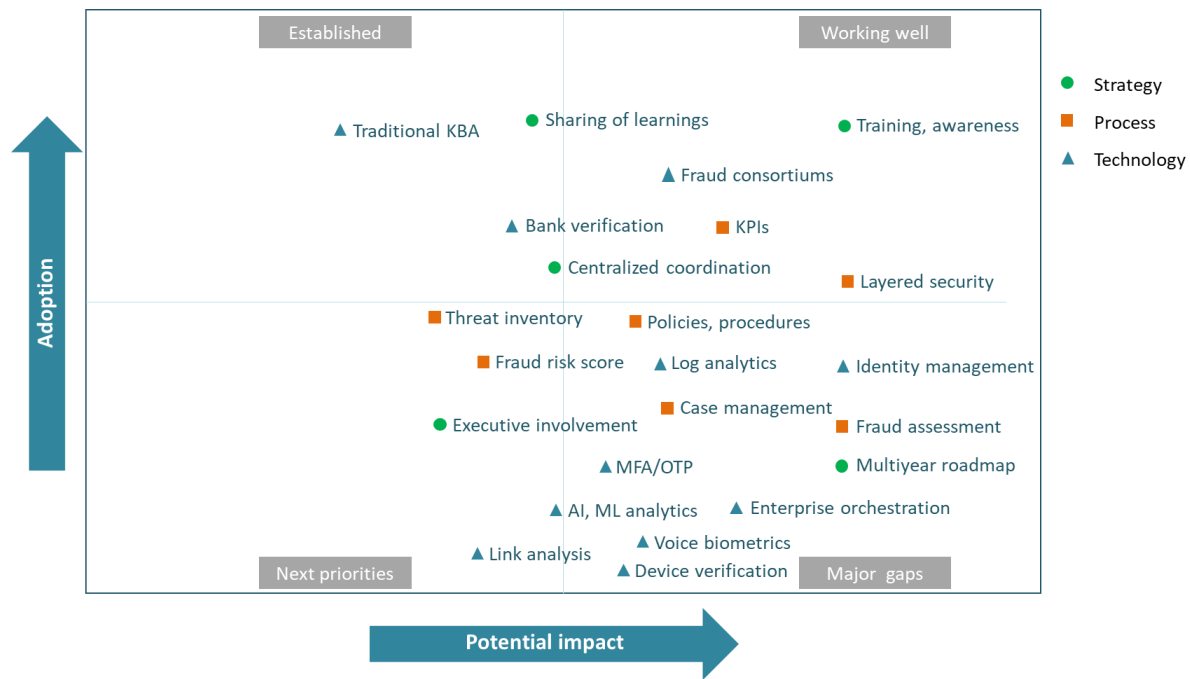 Established
Working well
Strategy
Process
Technology
Sharing of learnings
Training, awareness
Traditional KBA
Fraud consortiums
Bank verification
KPIs
Centralized coordination
Layered security
Adoption
Threat inventory
Policies, procedures
Fraud risk score
Log analytics
Identity management
Case management
Executive involvement
Fraud assessment
MFA/OTP
Multiyear roadmap
AI, ML analytics
Enterprise orchestration
Voice biometrics
Link analysis
Device verification
Next priorities
Major gaps
Potential impact